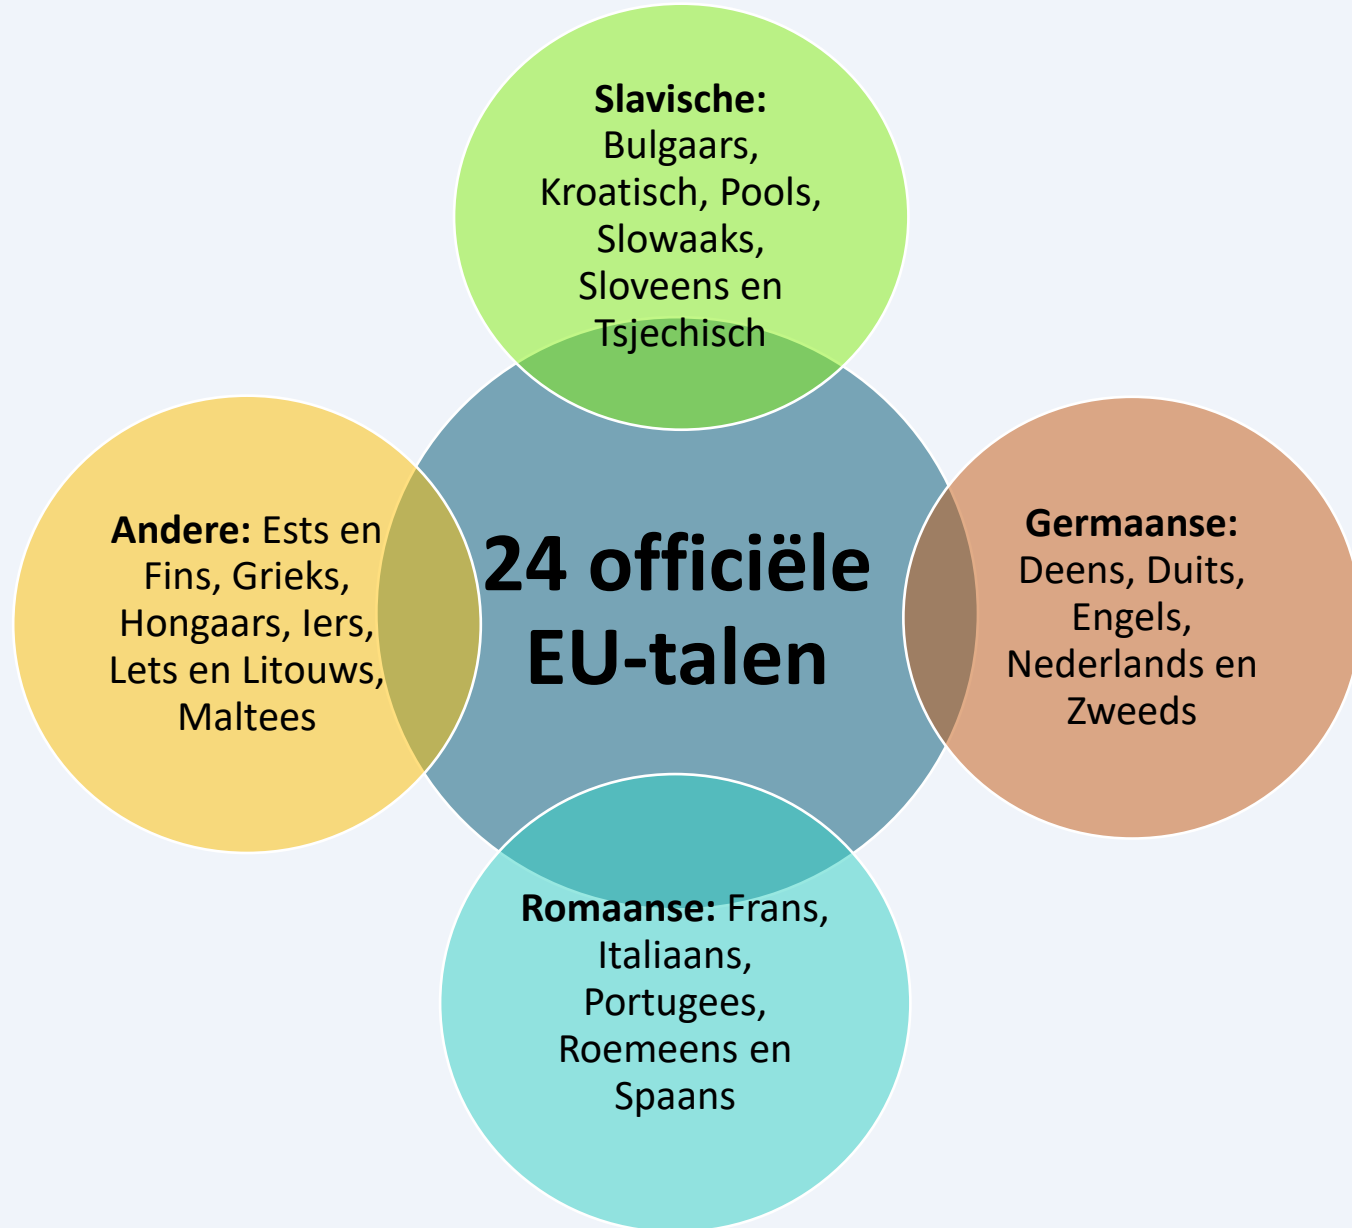 Slavische:
Bulgaars,
Kroatisch, Pools,
Slowaaks,
Sloveens en
Tsjechisch
Andere: Ests en
Fins, Grieks,
Hongaars, Iers,
Lets en Litouws,
Maltees
24 officiële
EU-talen
Germaanse:
Deens, Duits,
Engels,
Nederlands en
Zweeds
Romaanse: Frans,
Italiaans,
Portugees,
Roemeens en
Spaans